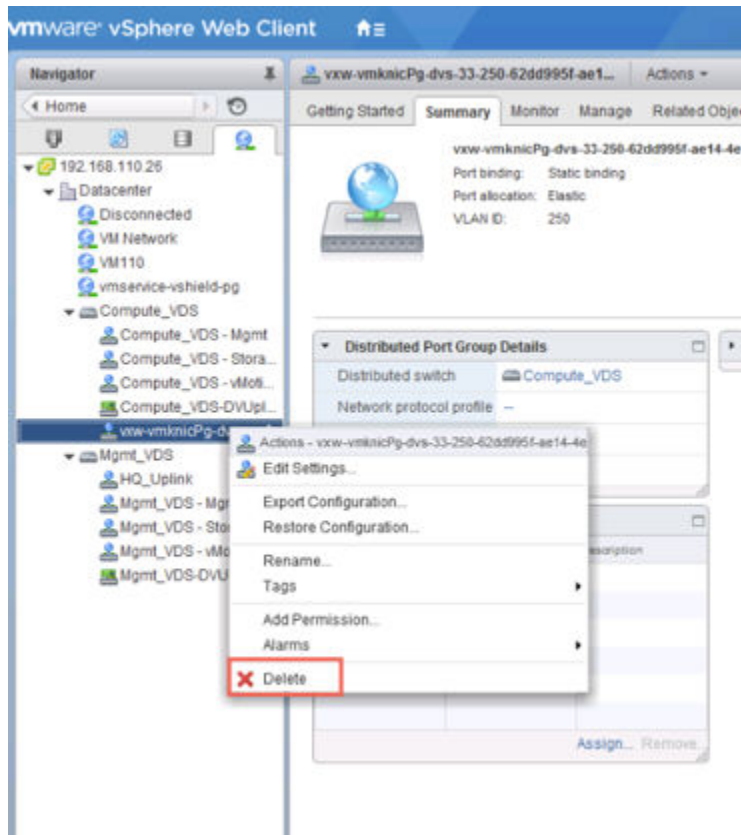 vmware vSphere Web Client
Navigator
Home
192.168.110.26
Datacenter
Disconnected
VM Network
VM110
vmservice-vshield-pg
Compute_VDS
Compute_VDS - Mgmt
Compute_VDS - Stora...
Compute_VDS - vMoti...
Compute_VDS-DVUpl...
vxw-vmknicPg-dv
Mgmt_VDS
HQ_Uplink
Mgmt_VDS - Mgr
Mgmt_VDS - Sto
Mgmt_VDS - vMo
Mgmt_VDS-DVU
vxw-vmknicPg-dvs-33-250-62dd995f-ae1... Actions
Getting Started Summary Monitor Manage Related Obje
vxw-vmknicPg-dvs-33-250-62dd995f-ae14-4e
Port binding: Static binding
Port allocation: Elastic
VLAN ID: 250
Distributed Port Group Details
Distributed switch Compute_VDS
Network protocol profile --
Actions - vxw-vmknicPg-dvs-33-250-62dd995f-ae14-4e
Edit Settings...
Export Configuration...
Restore Configuration...
Rename...
Tags
Add Permission...
Alarms
Delete
escription
Assign... Remove